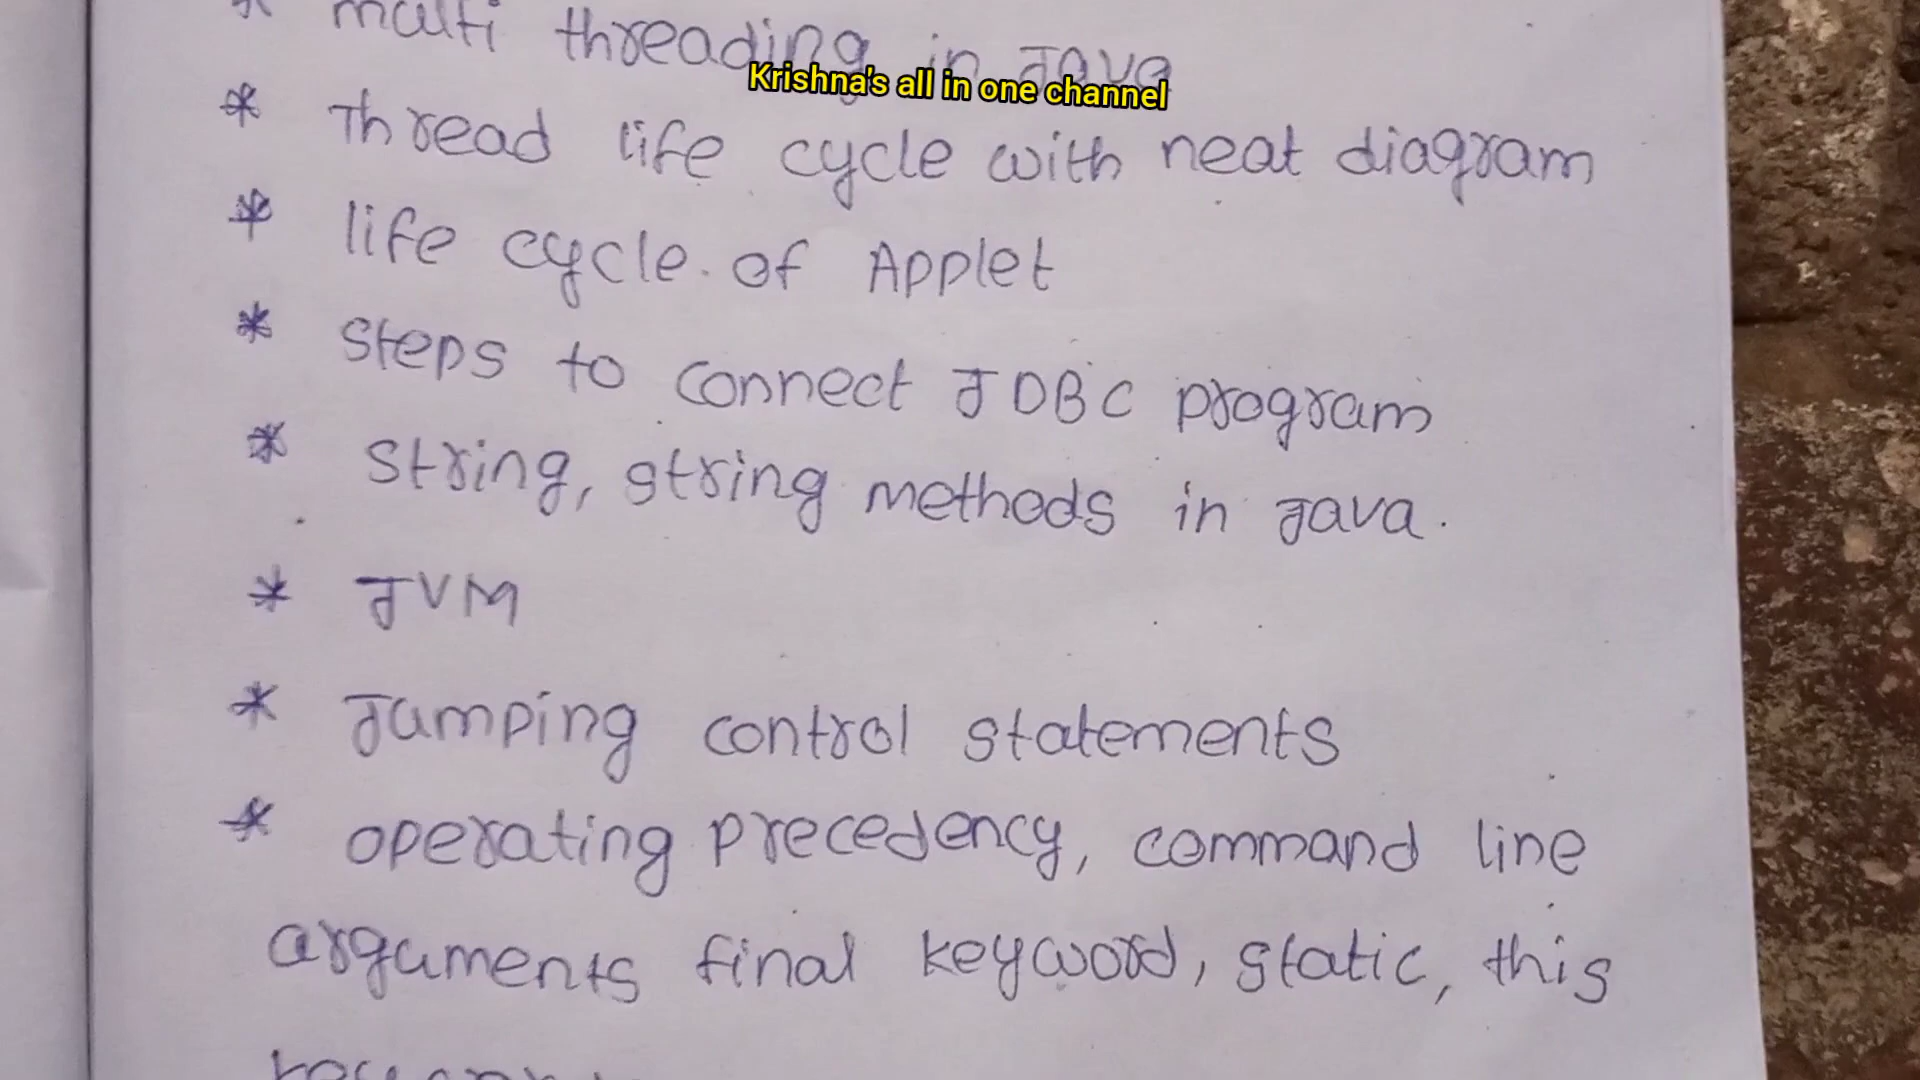 * multi threading in Java
Krishna's all in one channel
* Thread life cycle with neat diagram
* life cycle of Applet
* Steps to connect JDBC program
* String, string methods in Java.
* JVM
* Jumping control statements
* operating precedency, command line
arguments final keyword, static, this